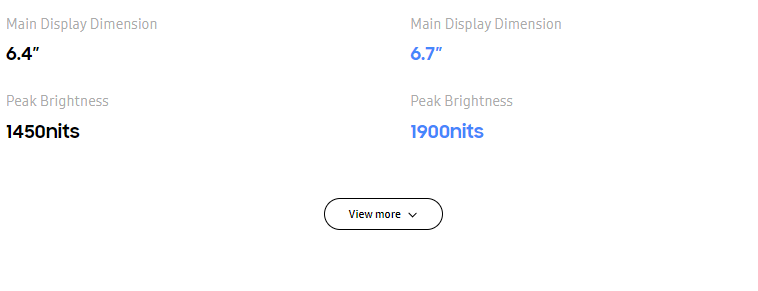 Main Display Dimension
6.4"
Peak Brightness
1450nits
Main Display Dimension
6.7"
Peak Brightness
1900nits
View more